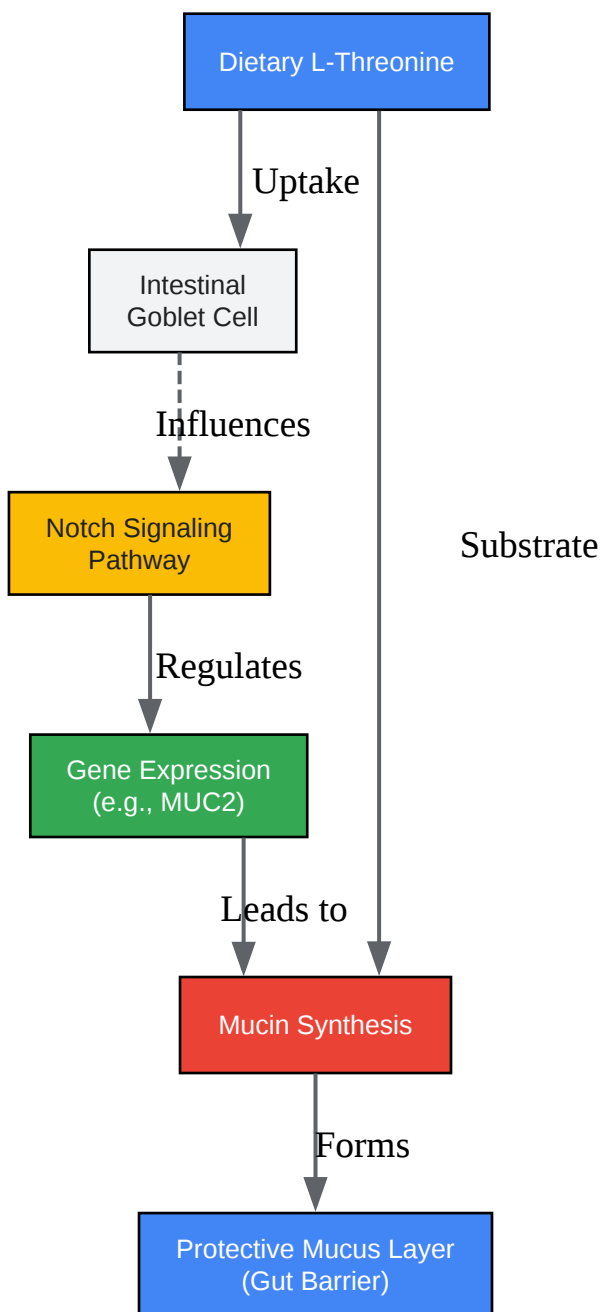 Dietary L-Threonine
Uptake
Intestinal
Goblet Cell
Influences
Notch Signaling
Pathway
Substrate
Regulates
Gene Expression
(e.g., MUC2)
Leads to
Mucin Synthesis
Forms
Protective Mucus Layer
(Gut Barrier)